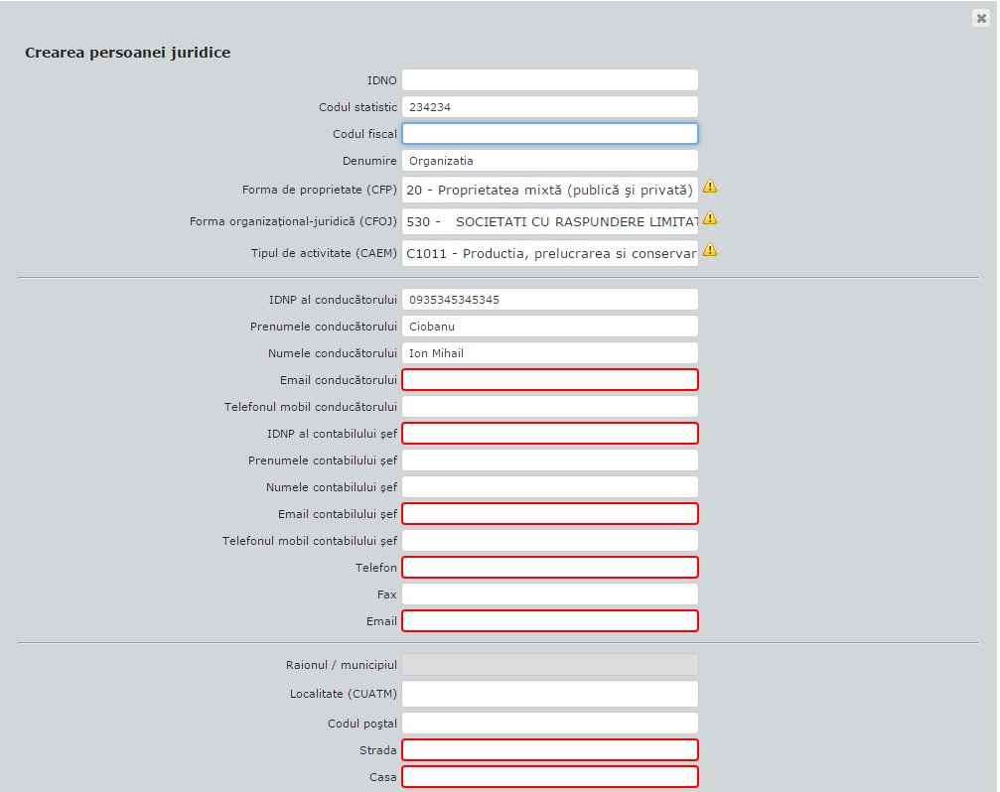 Crearea persoanei juridice
IDNO
Codul statistic 234234
Codul fiscal
Denumire Organizatia
Forma de proprietate (CFP) 20 - Proprietatea mixtă (publică şi privată)
Forma organizaţional-juridică (CFOJ) 530 - SOCIETATI CU RASPUNDERE LIMITAT
Tipul de activitate (CAEM) C1011 - Productia, prelucrarea si conservar
IDNP al conducătorului 0935345345345
Prenumele conducătorului Ciobanu
Numele conducătorului Ion Mihail
Email conducătorului
Telefonul mobil conducătorului
IDNP al contabilului şef
Prenumele contabilului şef
Numele contabilului şef
Email contabilului şef
Telefonul mobil contabilului şef
Telefon
Fax
Email
Raionul / municipiul
Localitate (CUATM)
Codul poştal
Strada
Casa